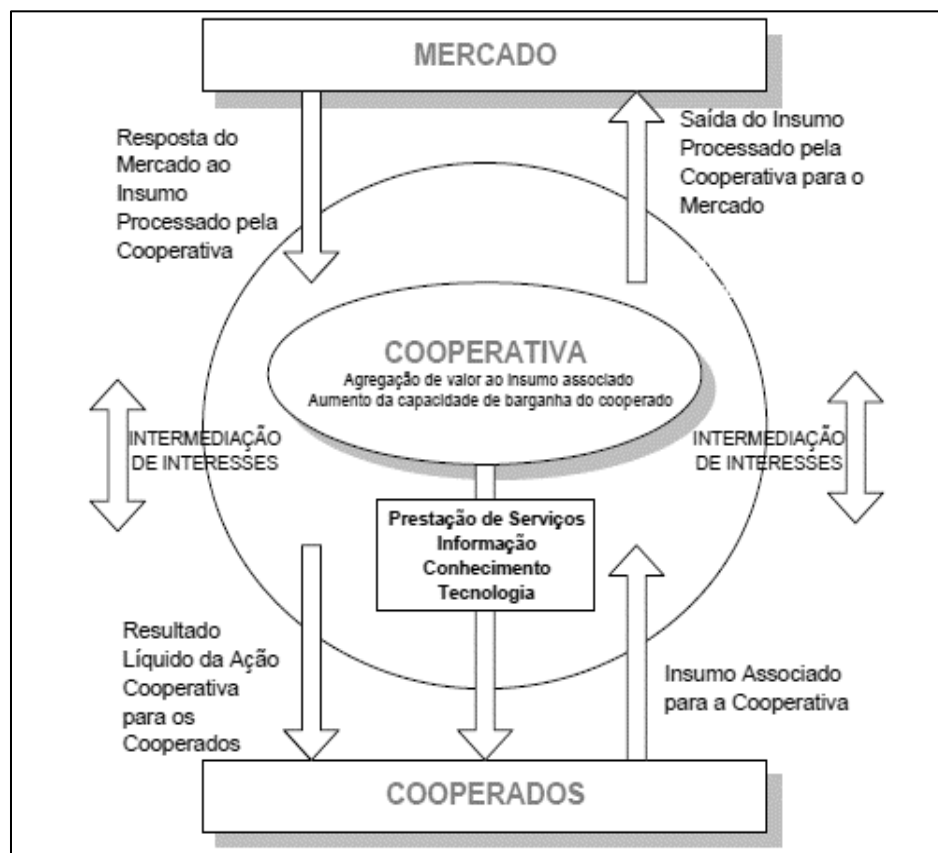 MERCADO
Resposta do
Mercado ao
Insumo
Processado pela
Cooperativa
Saída do Insumo
Processado pela
Cooperativa para o
Mercado
COOPERATIVA
Agregação de valor ao insumo associado
Aumento da capacidade de barganha do cooperado
INTERMEDIAÇÃO
DE INTERESSES
INTERMEDIAÇÃO
DE INTERESSES
Prestação de Serviços
Informação
Conhecimento
Tecnologia
Resultado
Líquido da Ação
Cooperativa
para os
Cooperados
Insumo Associado
para a Cooperativa
COOPERADOS